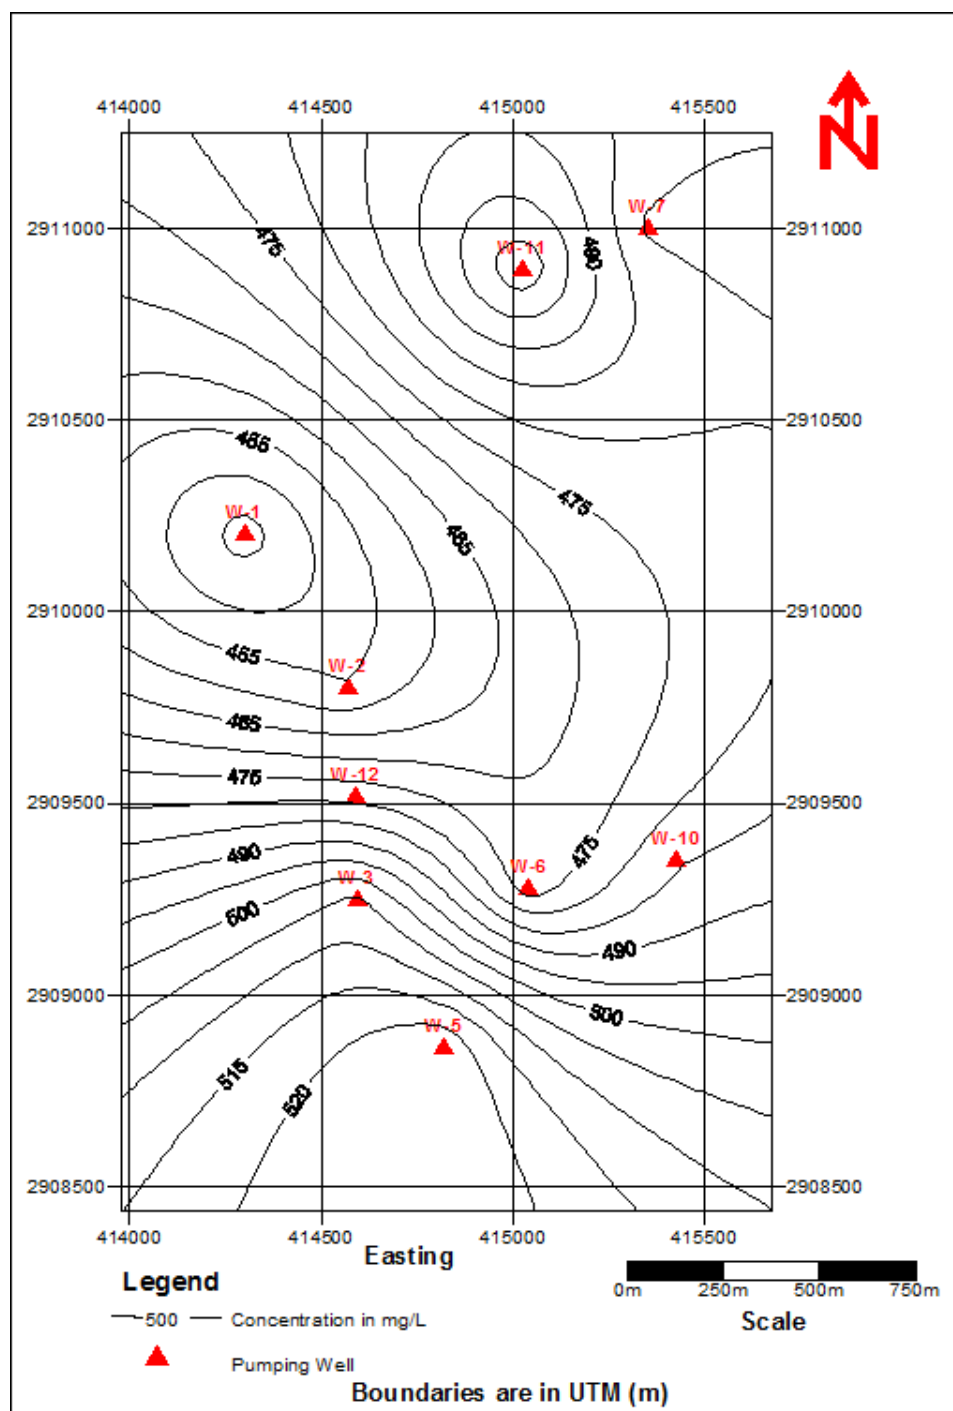 N
414000 414500 415000 415500
W-7
475
2911000 2911000
W-11
490
2910500 2910500
455
475
W-1
465
2910000 2910000
455
W-2
465
W-12
475
2909500 2909500
490
475
W-10
W-6
W-3
500
490
2909000 2909000
500
W-5
515
520
2908500 2908500
414000 414500 415000 415500
Easting
Legend
0m 250m 500m 750m
500 Concentration in mg/L
Scale
Pumping Well
Boundaries are in UTM (m)